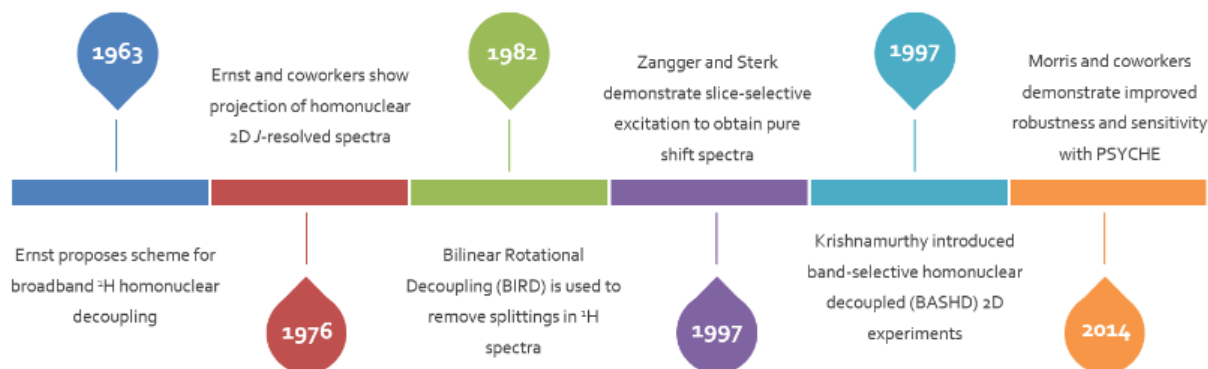 1963
Ernst proposes scheme for
broadband ¹H homonuclear
decoupling
Ernst and coworkers show
projection of homonuclear
2D J-resolved spectra
1976
1982
Bilinear Rotational
Decoupling (BIRD) is used to
remove splittings in ¹H
spectra
Zangger and Sterk
demonstrate slice-selective
excitation to obtain pure
shift spectra
1997
1997
Krishnamurthy introduced
band-selective homonuclear
decoupled (BASHD) 2D
experiments
Morris and coworkers
demonstrate improved
robustness and sensitivity
with PSYCHE
2014